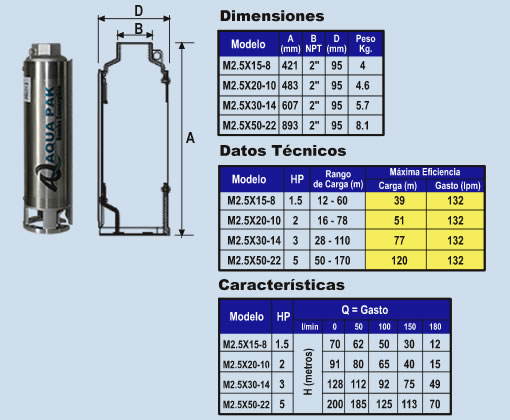 D
B
A
AQUA PAK
Dimensiones
Modelo A (mm) B NPT D (mm) Peso Kg.
M2.5X15-8 421 2" 95 4
M2.5X20-10 483 2" 95 4.6
M2.5X30-14 607 2" 95 5.7
M2.5X50-22 893 2" 95 8.1
Datos Técnicos
Modelo HP Rango de Carga (m) Máxima Eficiencia
Carga (m) Gasto (lpm)
M2.5X15-8 1.5 12 - 60 39 132
M2.5X20-10 2 16 - 78 51 132
M2.5X30-14 3 28 - 110 77 132
M2.5X50-22 5 50 - 170 120 132
Características
Modelo HP Q = Gasto
l/min 0 50 100 150 180
H (metros)
M2.5X15-8 1.5 70 62 50 30 12
M2.5X20-10 2 91 80 65 40 15
M2.5X30-14 3 128 112 92 75 49
M2.5X50-22 5 200 185 125 113 70